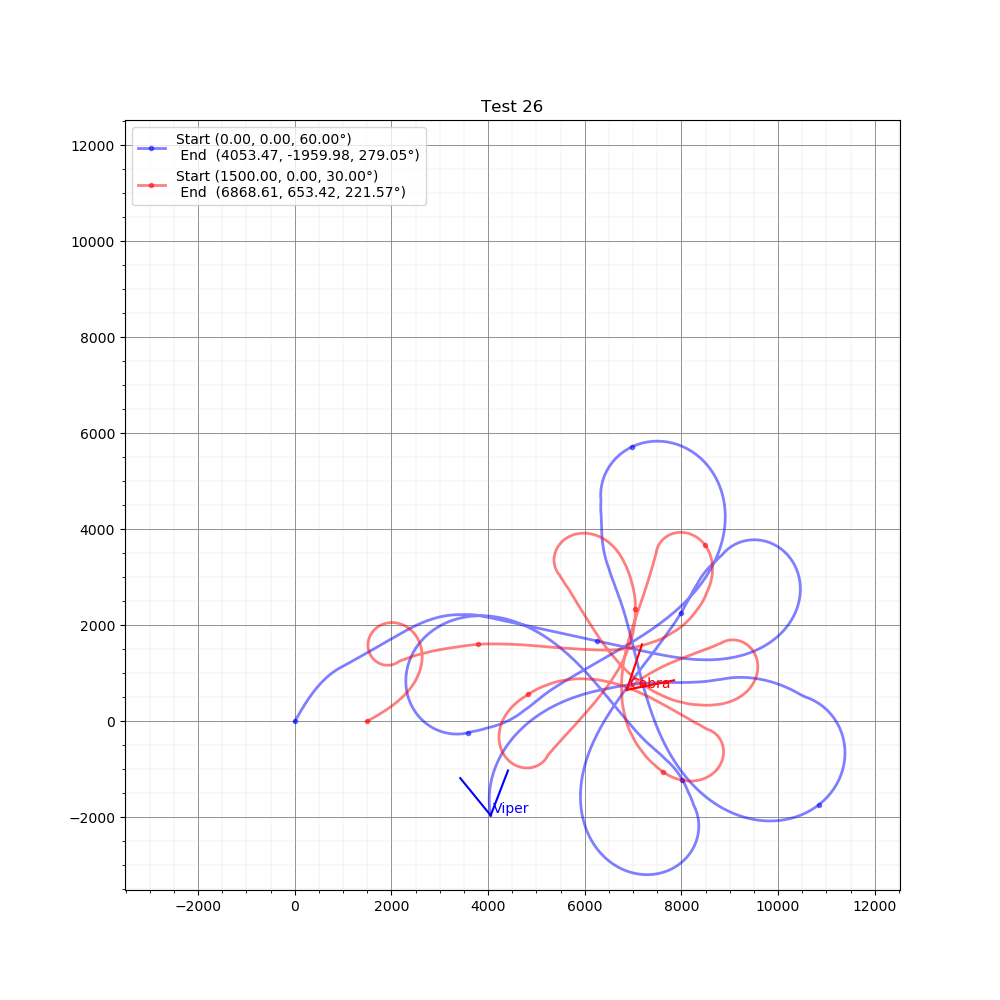 Test 26
Start (0.00, 0.00, 60.00°)
End (4053.47, -1959.98, 279.05°)
Start (1500.00, 0.00, 30.00°)
End (6868.61, 653.42, 221.57°)
12000
10000
8000
6000
4000
2000
0
−2000
Cobra
Viper
−2000 0 2000 4000 6000 8000 10000 12000